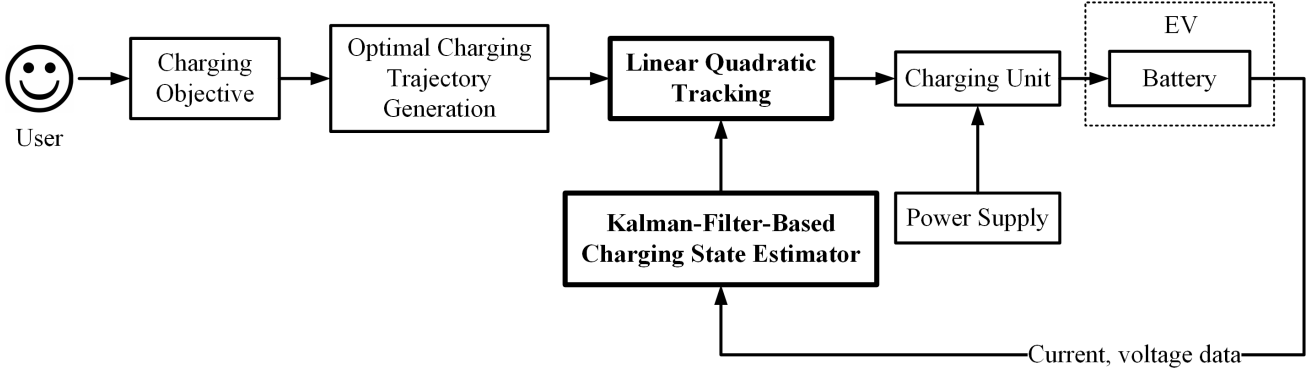 User
Charging
Objective
Optimal Charging
Trajectory
Generation
Linear Quadratic
Tracking
Charging Unit
EV
Battery
Power Supply
Kalman-Filter-Based
Charging State Estimator
Current, voltage data